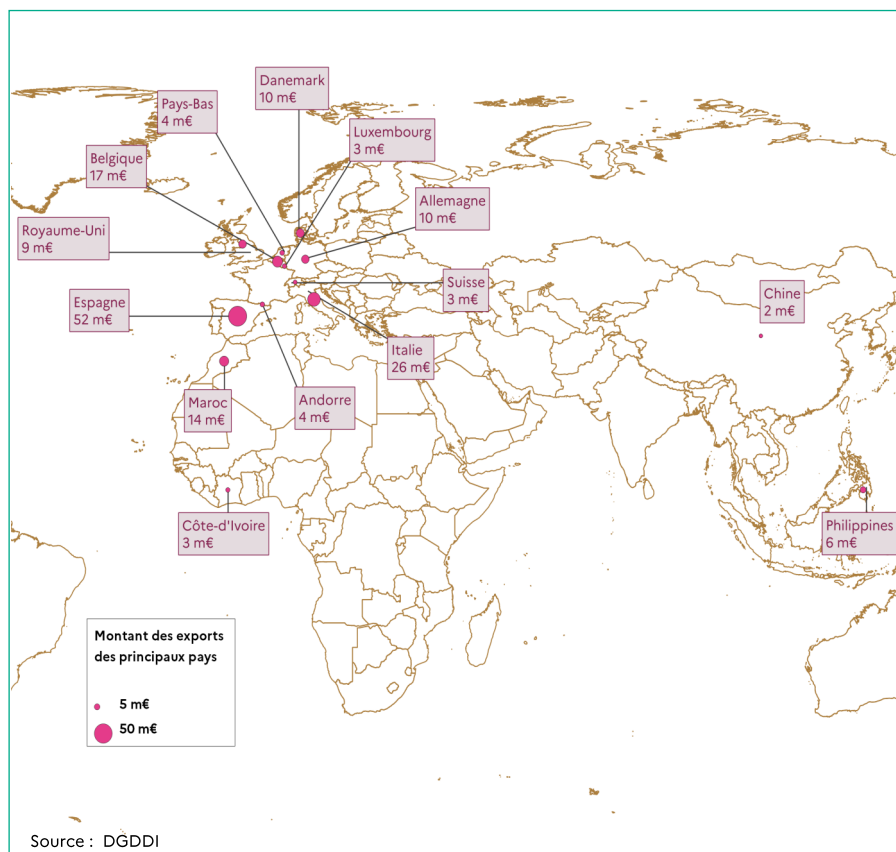 Danemark
10 m€
Pays-Bas
4 m€
Luxembourg
3 m€
Belgique
17 m€
Allemagne
10 m€
Royaume-Uni
9 m€
Suisse
3 m€
Chine
2 m€
Espagne
52 m€
Italie
26 m€
Maroc
14 m€
Andorre
4 m€
Côte-d'Ivoire
3 m€
Philippines
6 m€
Montant des exports
des principaux pays
5 m€
50 m€
Source : DGDDI